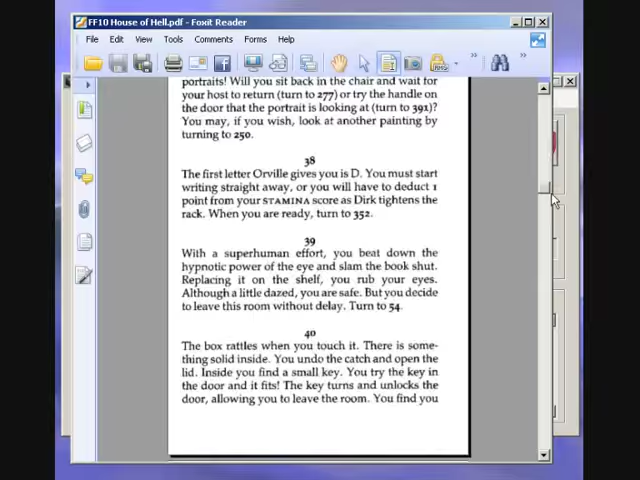 FF10 House of Hell.pdf - Foxit Reader
File Edit View Tools Comments Forms Help
portraits! Will you sit back in the chair and wait for
your host to return (turn to 277) or try the handle on
the door that the portrait is looking at (turn to 391)?
You may, if you wish, look at another painting by
turning to 250.
38
The first letter Orville gives you is D. You must start
writing straight away, or you will have to deduct 1
point from your STAMINA score as Dirk tightens the
rack. When you are ready, turn to 352.
39
With a superhuman effort, you beat down the
hypnotic power of the eye and slam the book shut.
Replacing it on the shelf, you rub your eyes.
Although a little dazed, you are safe. But you decide
to leave this room without delay. Turn to 54.
40
The box rattles when you touch it. There is some-
thing solid inside. You undo the catch and open the
lid. Inside you find a small key. You try the key in
the door and it fits! The key turns and unlocks the
door, allowing you to leave the room. You find you